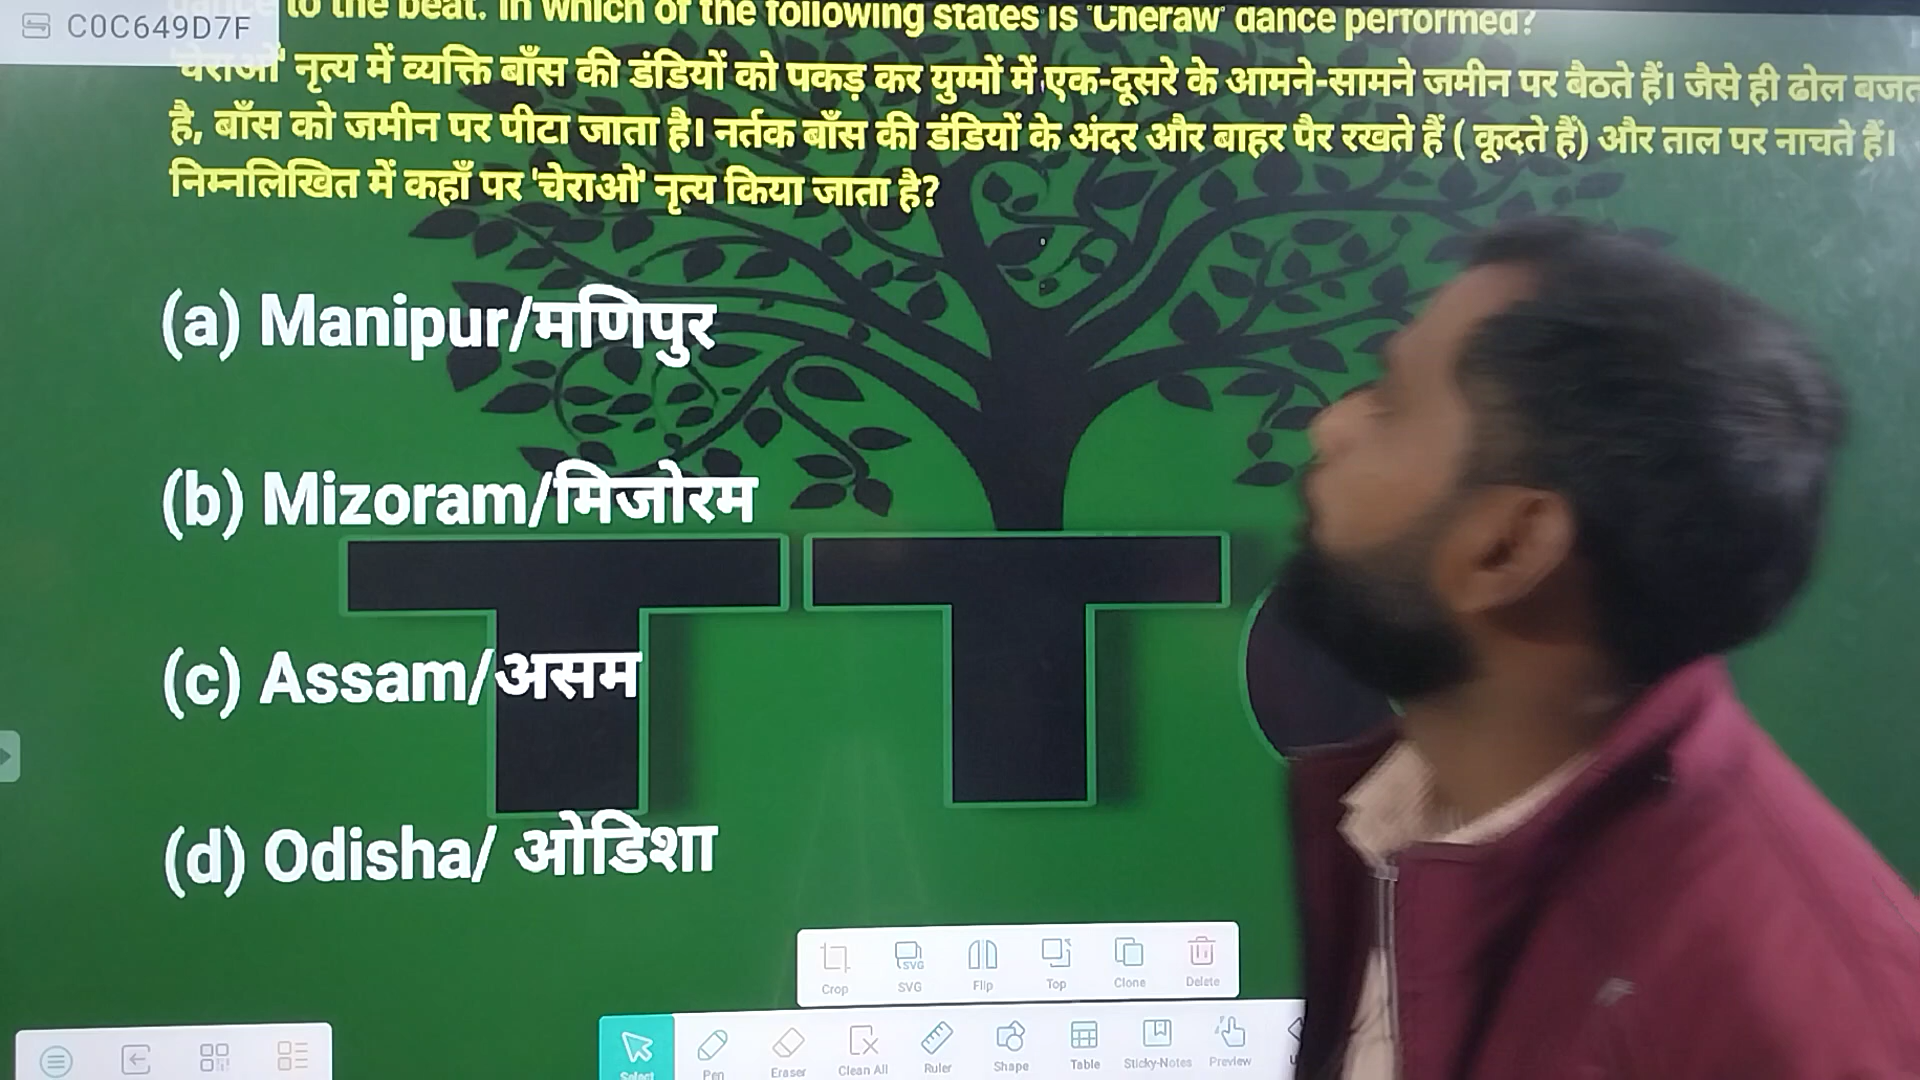 C0C649D7F
to the beat. In which of the following states is 'Cheraw' dance performed?
'चेराओ' नृत्य में व्यक्ति बाँस की डंडियों को पकड़ कर युग्मों में एक-दूसरे के आमने-सामने जमीन पर बैठते हैं। जैसे ही ढोल बजत
है, बाँस को जमीन पर पीटा जाता है। नर्तक बाँस की डंडियों के अंदर और बाहर पैर रखते हैं ( कूदते हैं) और ताल पर नाचते हैं।
निम्नलिखित में कहाँ पर 'चेराओ' नृत्य किया जाता है?
(a) Manipur/मणिपुर
(b) Mizoram/मिजोरम
(c) Assam/असम
(d) Odisha/ ओडिशा
TT
Crop SVG Flip Top Clone Delete
Select Pen Eraser Clean All Ruler Shape Table Sticky-Notes Preview